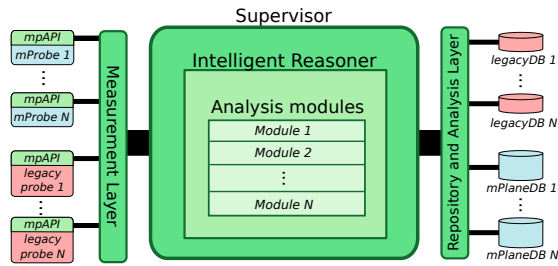 Supervisor
mpAPI
mProbe 1
⋮
mpAPI
mProbe N
mpAPI
legacy
probe 1
⋮
mpAPI
legacy
probe N
Measurement Layer
Intelligent Reasoner
Analysis modules
Module 1
Module 2
⋮
Module N
Repository and Analysis Layer
legacyDB 1
⋮
legacyDB N
mPlaneDB 1
⋮
mPlaneDB N